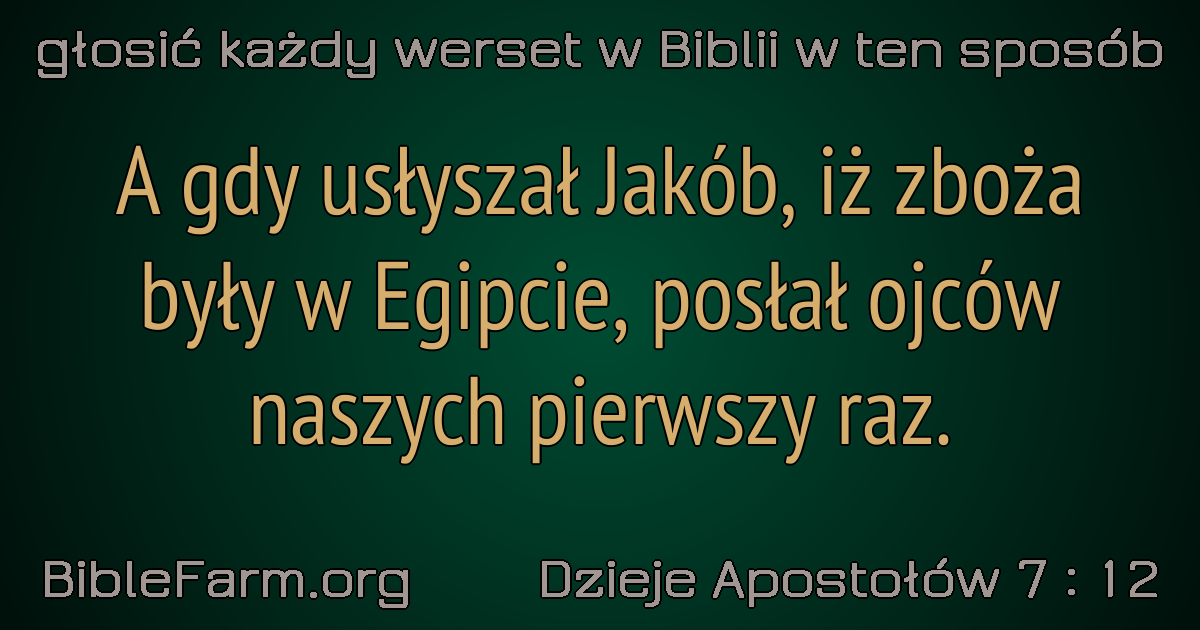 głosić każdy werset w Biblii w ten sposób
A gdy usłyszał Jakób, iż zboża
były w Egipcie, posłał ojców
naszych pierwszy raz.
BibleFarm.org
Dzieje Apostołów 7 : 12